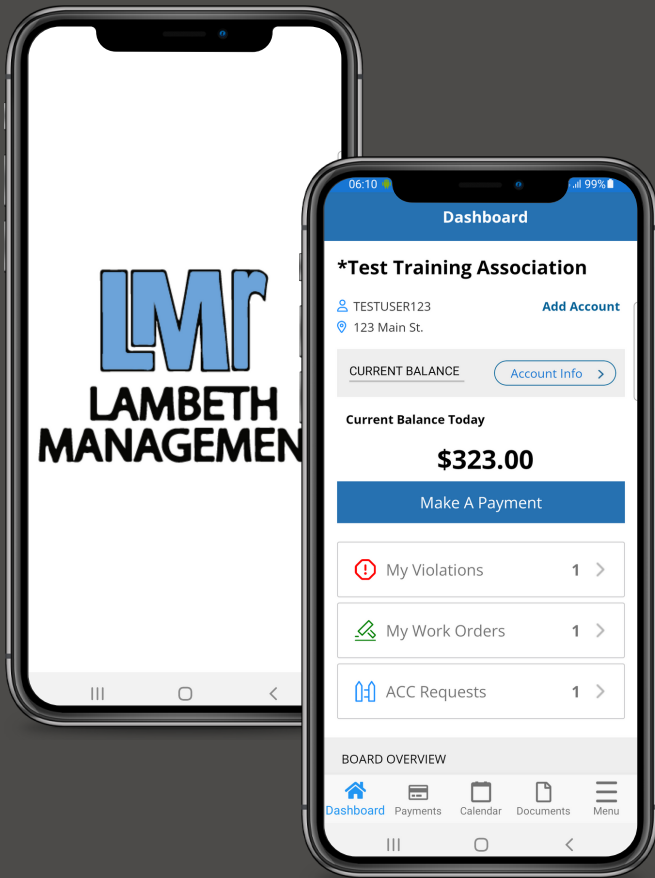 LMr
LAMBETH
MANAGEMEN
06:10
99%
Dashboard
*Test Training Association
TESTUSER123
Add Account
123 Main St.
CURRENT BALANCE
Account Info
Current Balance Today
$323.00
Make A Payment
My Violations 1
My Work Orders 1
ACC Requests 1
BOARD OVERVIEW
Dashboard Payments Calendar Documents Menu